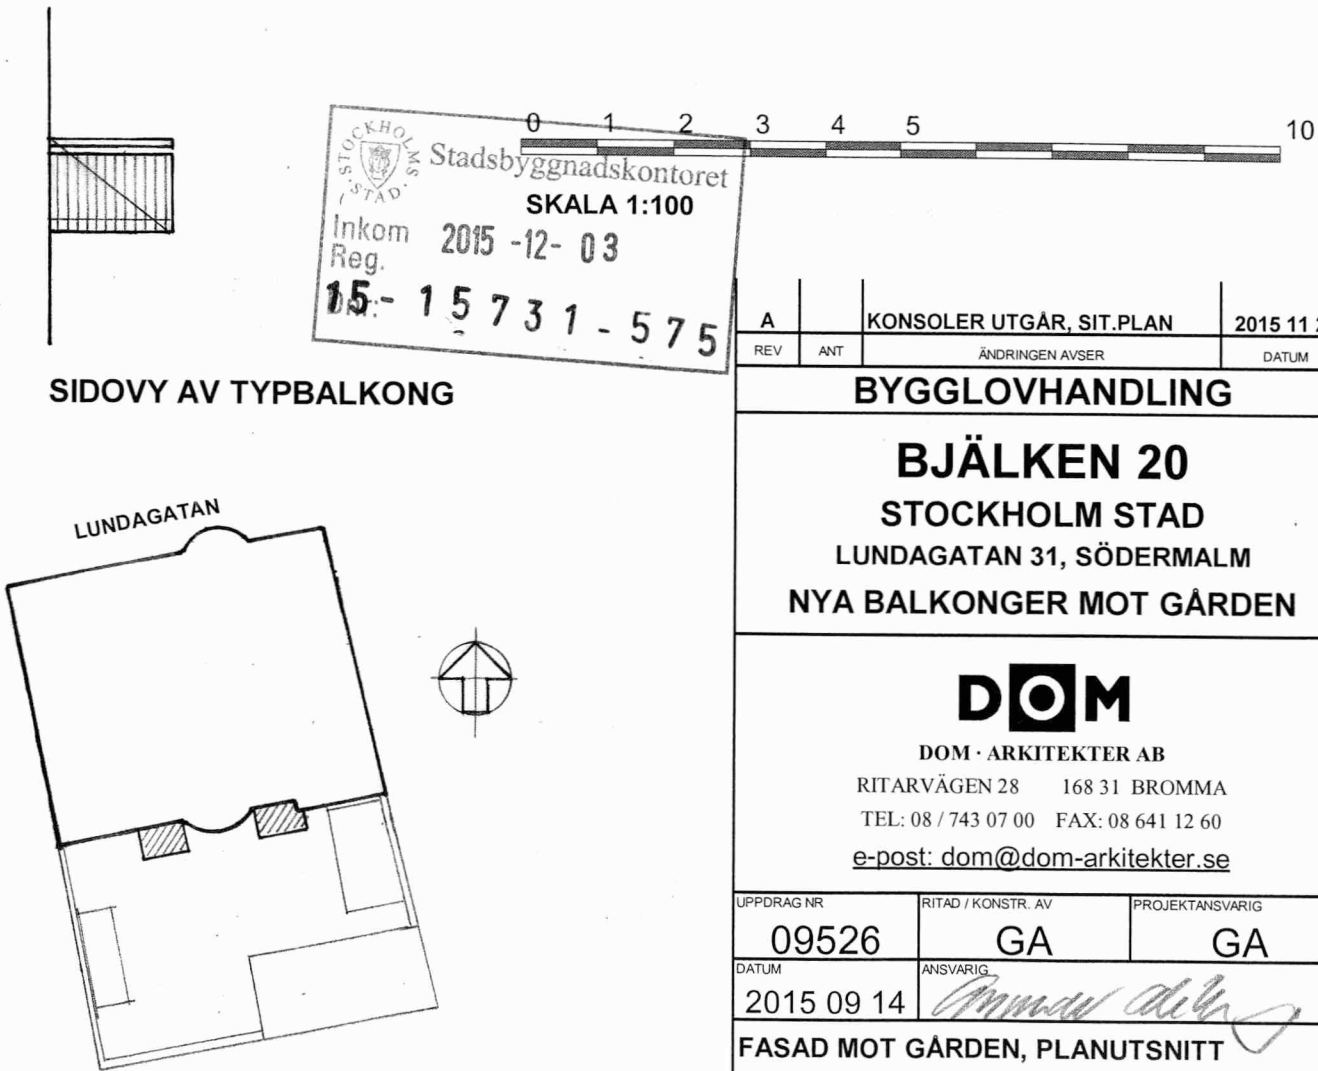 0 1 2 3 4 5 10
STOCKHOLMS STAD
Stadsbyggnadskontoret
SKALA 1:100
Inkom 2015 -12- 03
Reg.
15- 15731-575
SIDOVY AV TYPBALKONG
A KONSOLER UTGÅR, SIT.PLAN 2015 11
REV ANT ÄNDRINGEN AVSER DATUM
BYGGLOVHANDLING
BJÄLKEN 20
STOCKHOLM STAD
LUNDAGATAN 31, SÖDERMALM
NYA BALKONGER MOT GÅRDEN
LUNDAGATAN
DOM
DOM · ARKITEKTER AB
RITARVÄGEN 28 168 31 BROMMA
TEL: 08 / 743 07 00 FAX: 08 641 12 60
e-post: dom@dom-arkitekter.se
UPPDRAG NR RITAD / KONSTR. AV PROJEKTANSVARIG
09526 GA GA
DATUM ANSVARIG
2015 09 14
FASAD MOT GÅRDEN, PLANUTSNITT